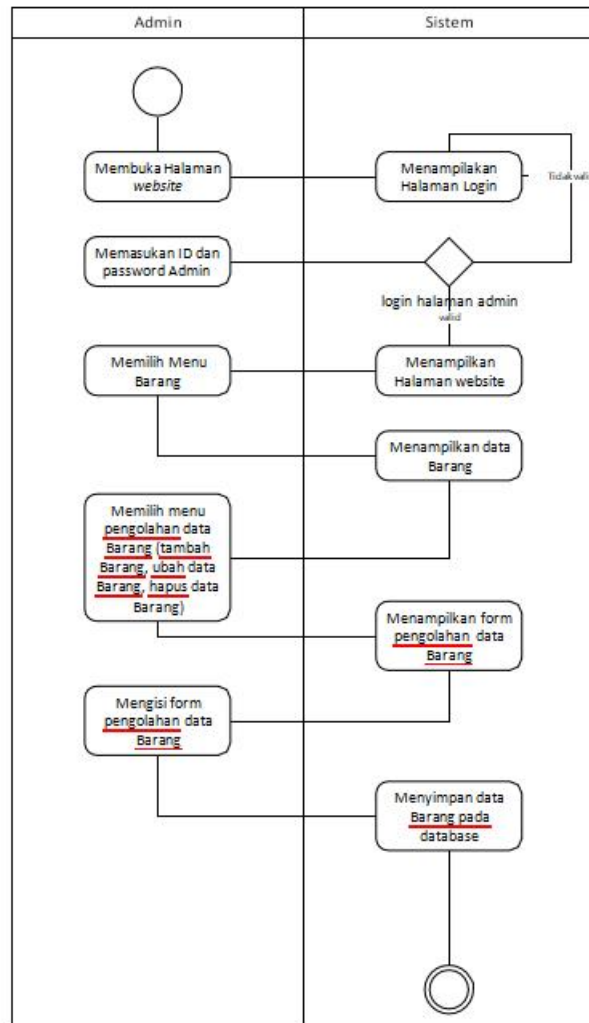 Admin
Sistem
Membuka Halaman
website
Menampilakan
Halaman Login
Tidak valid
Memasukan ID dan
password Admin
login halaman admin
valid
Memilih Menu
Barang
Menampilkan
Halaman website
Menampilkan data
Barang
Memilih menu
pengolahan data
Barang (tambah
Barang, ubah data
Barang, hapus data
Barang)
Menampilkan form
pengolahan data
Barang
Mengisi form
pengolahan data
Barang
Menyimpan data
Barang pada
database